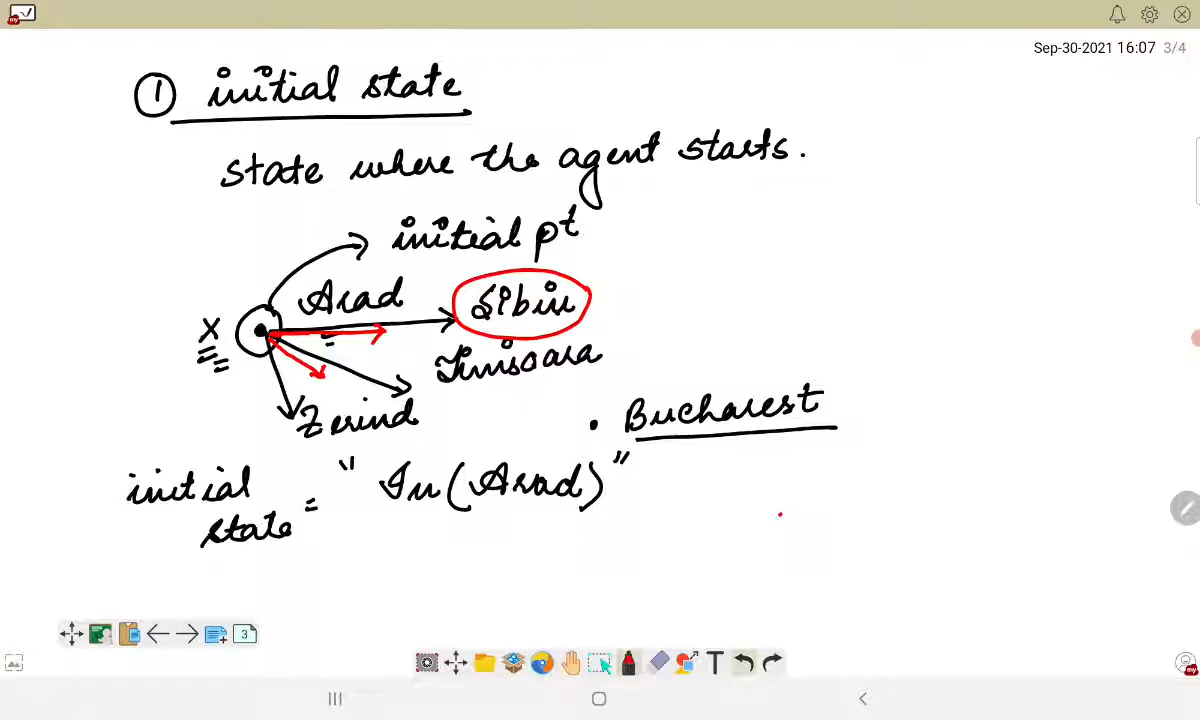 Sep-30-2021 16:07 3/4
① initial state
state where the agent starts.
initial pt
Arad
Sibiu
X
Timisoara
Zerind
. Bucharest
initial state = "In(Arad)"
3
T